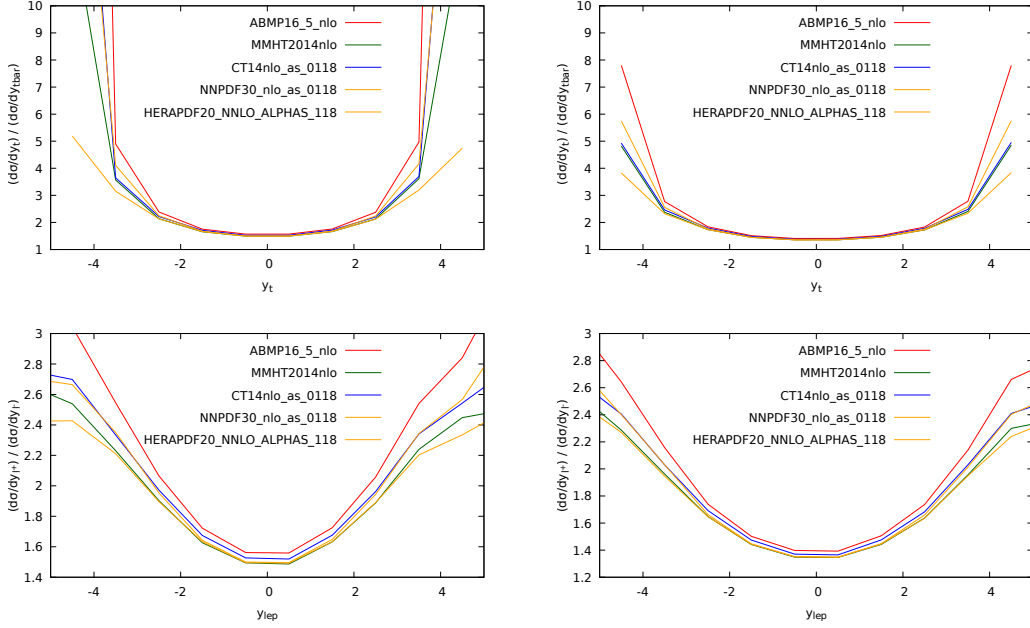 (dσ/dy_t) / (dσ/dy_tbar)
10
9
8
7
6
5
4
3
2
1
ABMP16_5_nlo
MMHT2014nlo
CT14nlo_as_0118
NNPDF30_nlo_as_0118
HERAPDF20_NNLO_ALPHAS_118
-4 -2 0 2 4
y_t
(dσ/dy_t) / (dσ/dy_tbar)
10
9
8
7
6
5
4
3
2
1
ABMP16_5_nlo
MMHT2014nlo
CT14nlo_as_0118
NNPDF30_nlo_as_0118
HERAPDF20_NNLO_ALPHAS_118
-4 -2 0 2 4
y_t
(dσ/dy_l+) / (dσ/dy_l-)
3
2.8
2.6
2.4
2.2
2
1.8
1.6
1.4
ABMP16_5_nlo
MMHT2014nlo
CT14nlo_as_0118
NNPDF30_nlo_as_0118
HERAPDF20_NNLO_ALPHAS_118
-4 -2 0 2 4
y_lep
(dσ/dy_l+) / (dσ/dy_l-)
3
2.8
2.6
2.4
2.2
2
1.8
1.6
1.4
1.2
ABMP16_5_nlo
MMHT2014nlo
CT14nlo_as_0118
NNPDF30_nlo_as_0118
HERAPDF20_NNLO_ALPHAS_118
-4 -2 0 2 4
y_lep